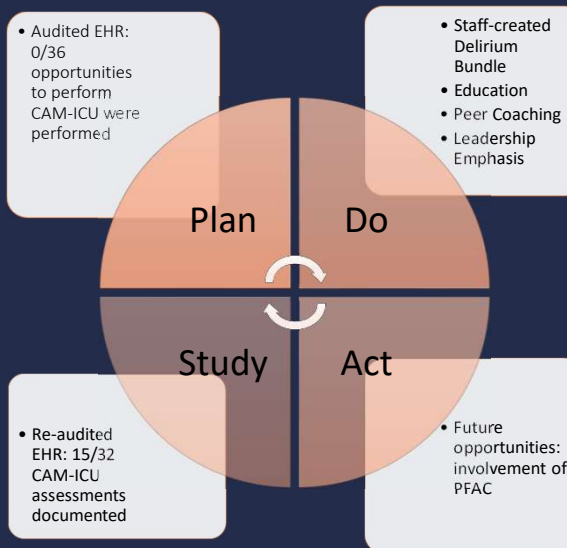 • Audited EHR:
0/36
opportunities
to perform
CAM-ICU were
performed
• Staff-created
Delirium
Bundle
• Education
• Peer Coaching
• Leadership
Emphasis
Plan
Do
Study
Act
• Re-audited
EHR: 15/32
CAM-ICU
assessments
documented
• Future
opportunities:
involvement of
PFAC